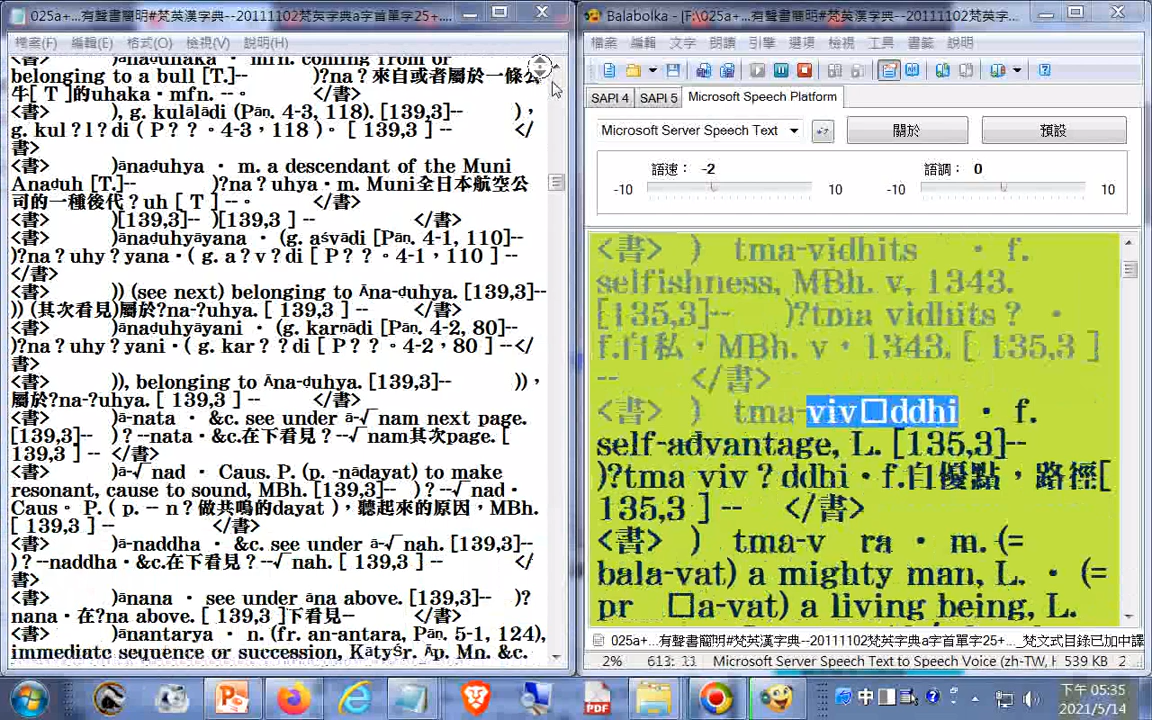 025a+...有聲書簡明#梵英漢字典--20111102梵英字典a字首單字25+...
檔案(F) 編輯(E) 格式(O) 檢視(V) 說明(H)
belonging to a bull [T.]-- )?na？來自或者屬於一條公
牛[ T ]的uhaka‧mfn. --。 </書>
<書> ), g. kulālādi (Pāṇ. 4-3, 118). [139,3]-- )，
g. kul？l？di ( P？？。4-3，118 )。[ 139,3 ] -- </
書>
<書> )ānaḍuhya ‧ m. a descendant of the Muni
Anaḍuh [T.]-- )?na？uhya‧m. Muni全日本航空公
司的一種後代？uh [ T ] --。 </書>
<書> )[139,3]-- )[139,3 ] -- </書>
<書> )ānaḍuhyāyana ‧ (g. aśvādi [Pāṇ. 4-1, 110]--
)?na？uhy？yana‧( g. a？v？di [ P？？。4-1，110 ] --
</書>
<書> )) (see next) belonging to Āna-ḍuhya. [139,3]--
)) (其次看見)屬於?na-?uhya. [ 139,3 ] -- </書>
<書> )ānaḍuhyāyani ‧ (g. karṇādi [Pāṇ. 4-2, 80]--
)?na？uhy？yani‧( g. kar？？di [ P？？。4-2，80 ] --</
書>
<書> )), belonging to Āna-ḍuhya. [139,3]-- ))，
屬於?na-?uhya. [ 139,3 ] -- </書>
<書> )ā-nata ‧ &c. see under ā-√ nam next page.
[139,3]-- )？--nata‧&c.在下看見？--√ nam其次page. [
139,3 ] -- </書>
<書> )ā-√ nad ‧ Caus. P. (p. -nādayat) to make
resonant, cause to sound, MBh. [139,3]-- )？--√ nad‧
Caus。 P. ( p. -- n？做共鳴的dayat )，聽起來的原因，MBh.
[ 139,3 ] -- </書>
<書> )ā-naddha ‧ &c. see under ā-√ nah. [139,3]--
)？--naddha‧&c.在下看見？--√ nah. [ 139,3 ] -- </
書>
<書> )ānana ‧ see under āna above. [139,3]-- )?
nana‧在?na above. [ 139,3 ]下看見-- </書>
<書> )ānantarya ‧ n. (fr. an-antara, Pāṇ. 5-1, 124),
immediate sequence or succession, KātyŚr. Āp. Mn. &c.
Balabolka - [F:\025a+...有聲書簡明#梵英漢字典--20111102梵英字...
檔案 編輯 文字 朗讀 引擎 選項 檢視 工具 書籤 說明
SAPI 4 SAPI 5 Microsoft Speech Platform
Microsoft Server Speech Text 關於 預設
語速： -2 語調： 0
-10 10 -10 10
<書> ) tma-vidhits ‧ f.
selfishness, MBh. v, 1343.
[135,3]-- )?tma vidhits？ ‧
f.自私，MBh. v‧1343. [ 135,3 ]
-- </書>
<書> ) tma-viv□ddhi ‧ f.
self-advantage, L. [135,3]--
)?tma viv？ddhi‧f.自優點，路徑[
135,3 ] -- </書>
<書> ) tma-v ra ‧ m. (=
bala-vat) a mighty man, L. ‧ (=
pr □a-vat) a living being, L.
025a+...有聲書簡明#梵英漢字典--20111102梵英字典a字首單字25+..._梵文式目錄已加中譯
2% 613: 11 Microsoft Server Speech Text to Speech Voice (zh-TW, H 539 KB 2
中
下午 05:35
2021/5/14